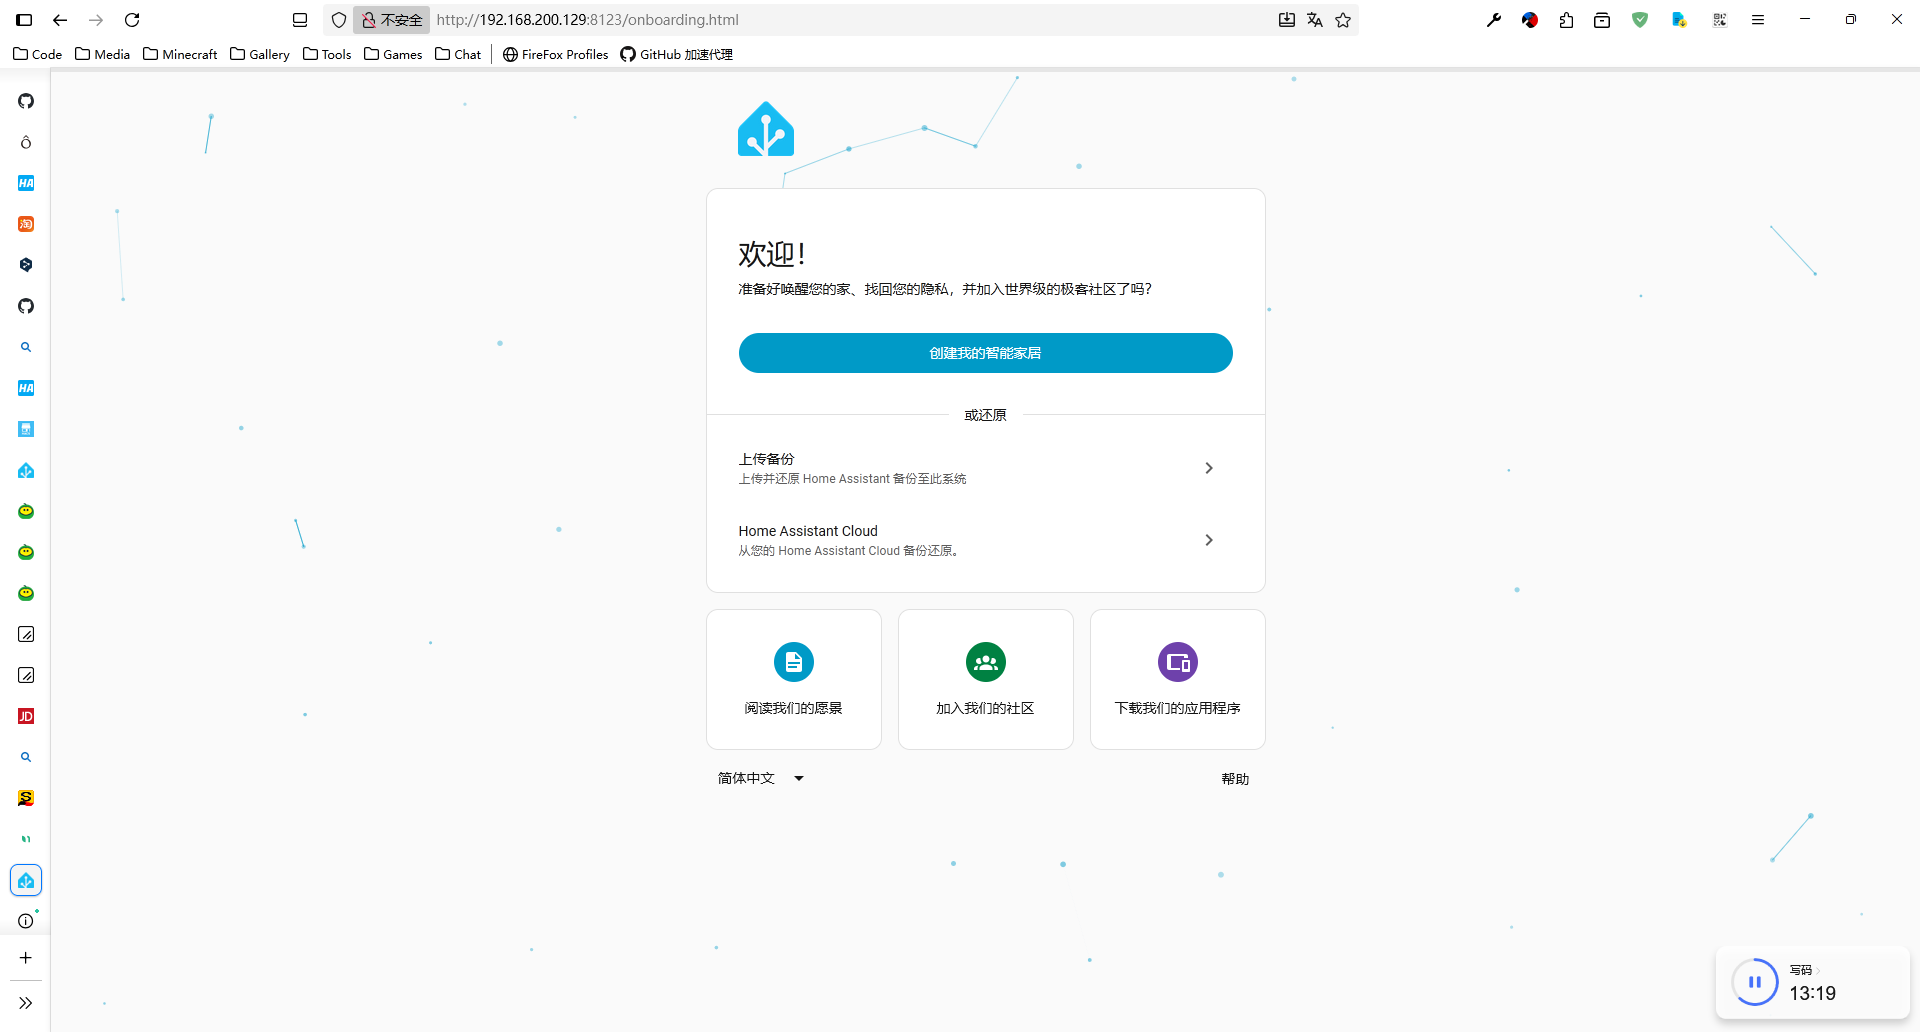 不安全
http://192.168.200.129:8123/onboarding.html
Code
Media
Minecraft
Gallery
Tools
Games
Chat
FireFox Profiles
GitHub 加速代理
HA
淘
HA
JD
S
欢迎！
准备好唤醒您的家、找回您的隐私，并加入世界级的极客社区了吗？
创建我的智能家居
或还原
上传备份
上传并还原 Home Assistant 备份至此系统
Home Assistant Cloud
从您的 Home Assistant Cloud 备份还原。
阅读我们的愿景
加入我们的社区
下载我们的应用程序
简体中文
帮助
写码
13:19